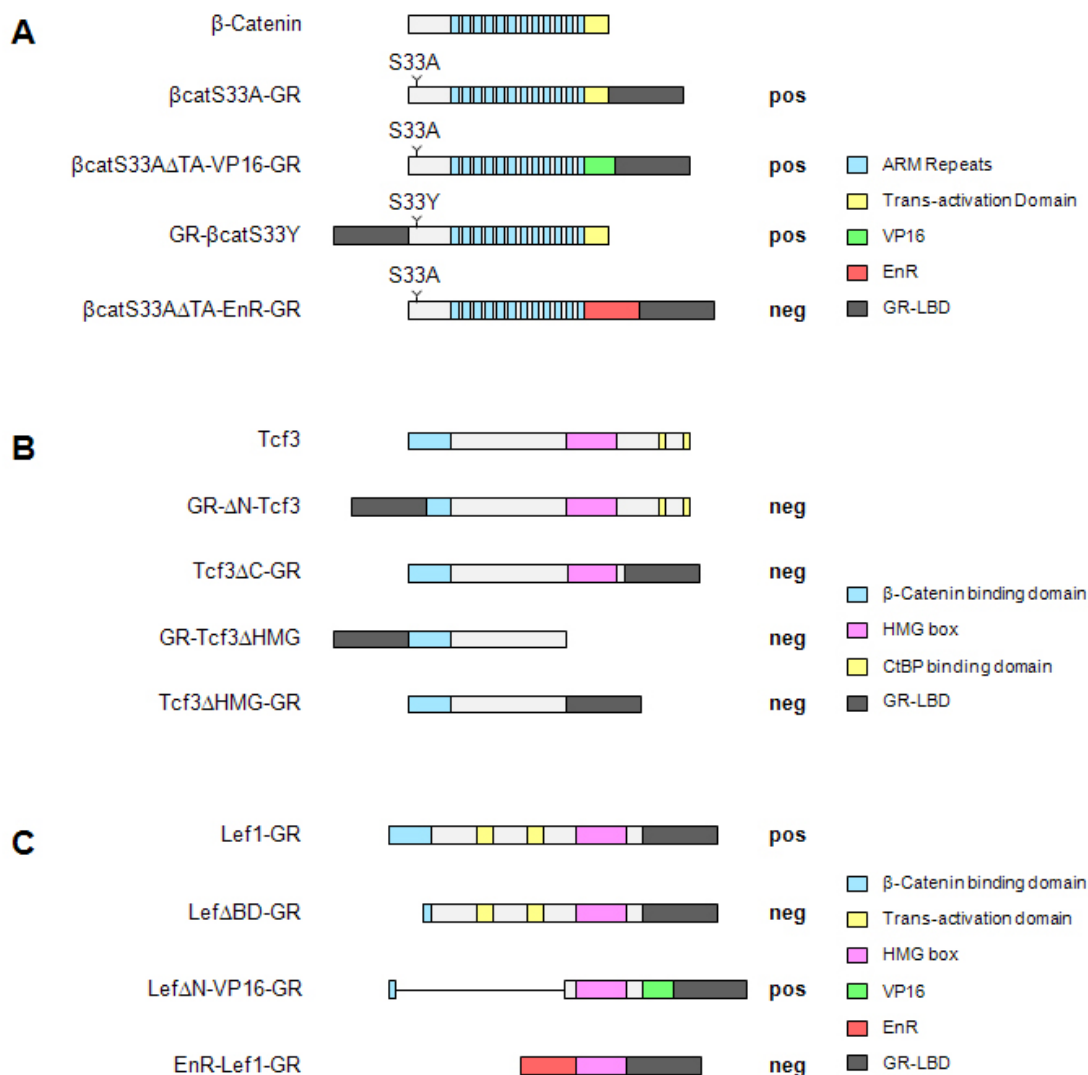 A
β-Catenin
S33A
βcatS33A-GR pos
S33A
βcatS33AΔTA-VP16-GR pos
S33Y
GR-βcatS33Y pos
S33A
βcatS33AΔTA-EnR-GR neg
ARM Repeats
Trans-activation Domain
VP16
EnR
GR-LBD
B
Tcf3
GR-ΔN-Tcf3 neg
Tcf3ΔC-GR neg
GR-Tcf3ΔHMG neg
Tcf3ΔHMG-GR neg
β-Catenin binding domain
HMG box
CtBP binding domain
GR-LBD
C
Lef1-GR pos
LefΔBD-GR neg
LefΔN-VP16-GR pos
EnR-Lef1-GR neg
β-Catenin binding domain
Trans-activation domain
HMG box
VP16
EnR
GR-LBD